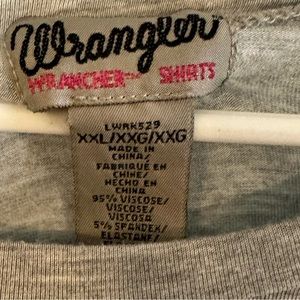 Wrangler
WRANCHER™ SHIRTS
LWRK529
XXL/XXG/XXG
MADE IN
CHINA/
FABRIQUÉ EN
CHINE/
HECHO EN
CHINA
95% VISCOSE/
VISCOSE/
VISCOSA
5% SPANDEX/
ELASTANE/